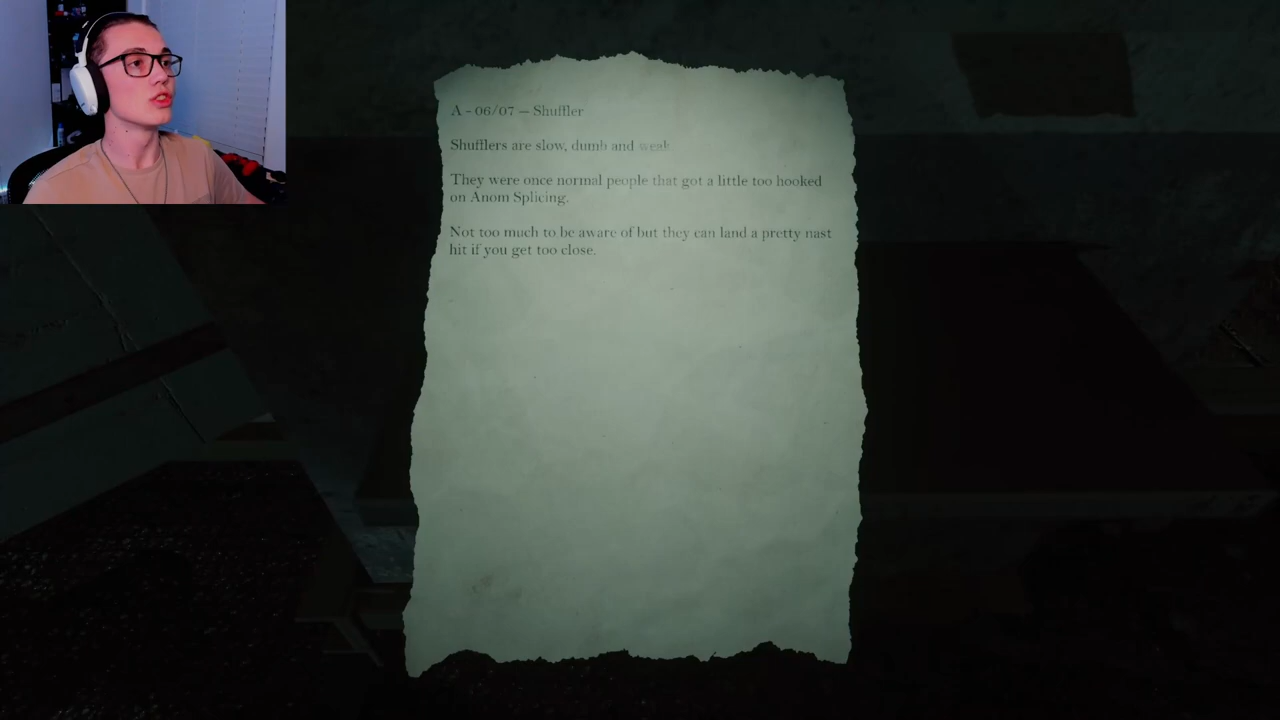 A - 06/07 – Shuffler
Shufflers are slow, dumb and weak
They were once normal people that got a little too hooked
on Anom Splicing.
Not too much to be aware of but they can land a pretty nast
hit if you get too close.